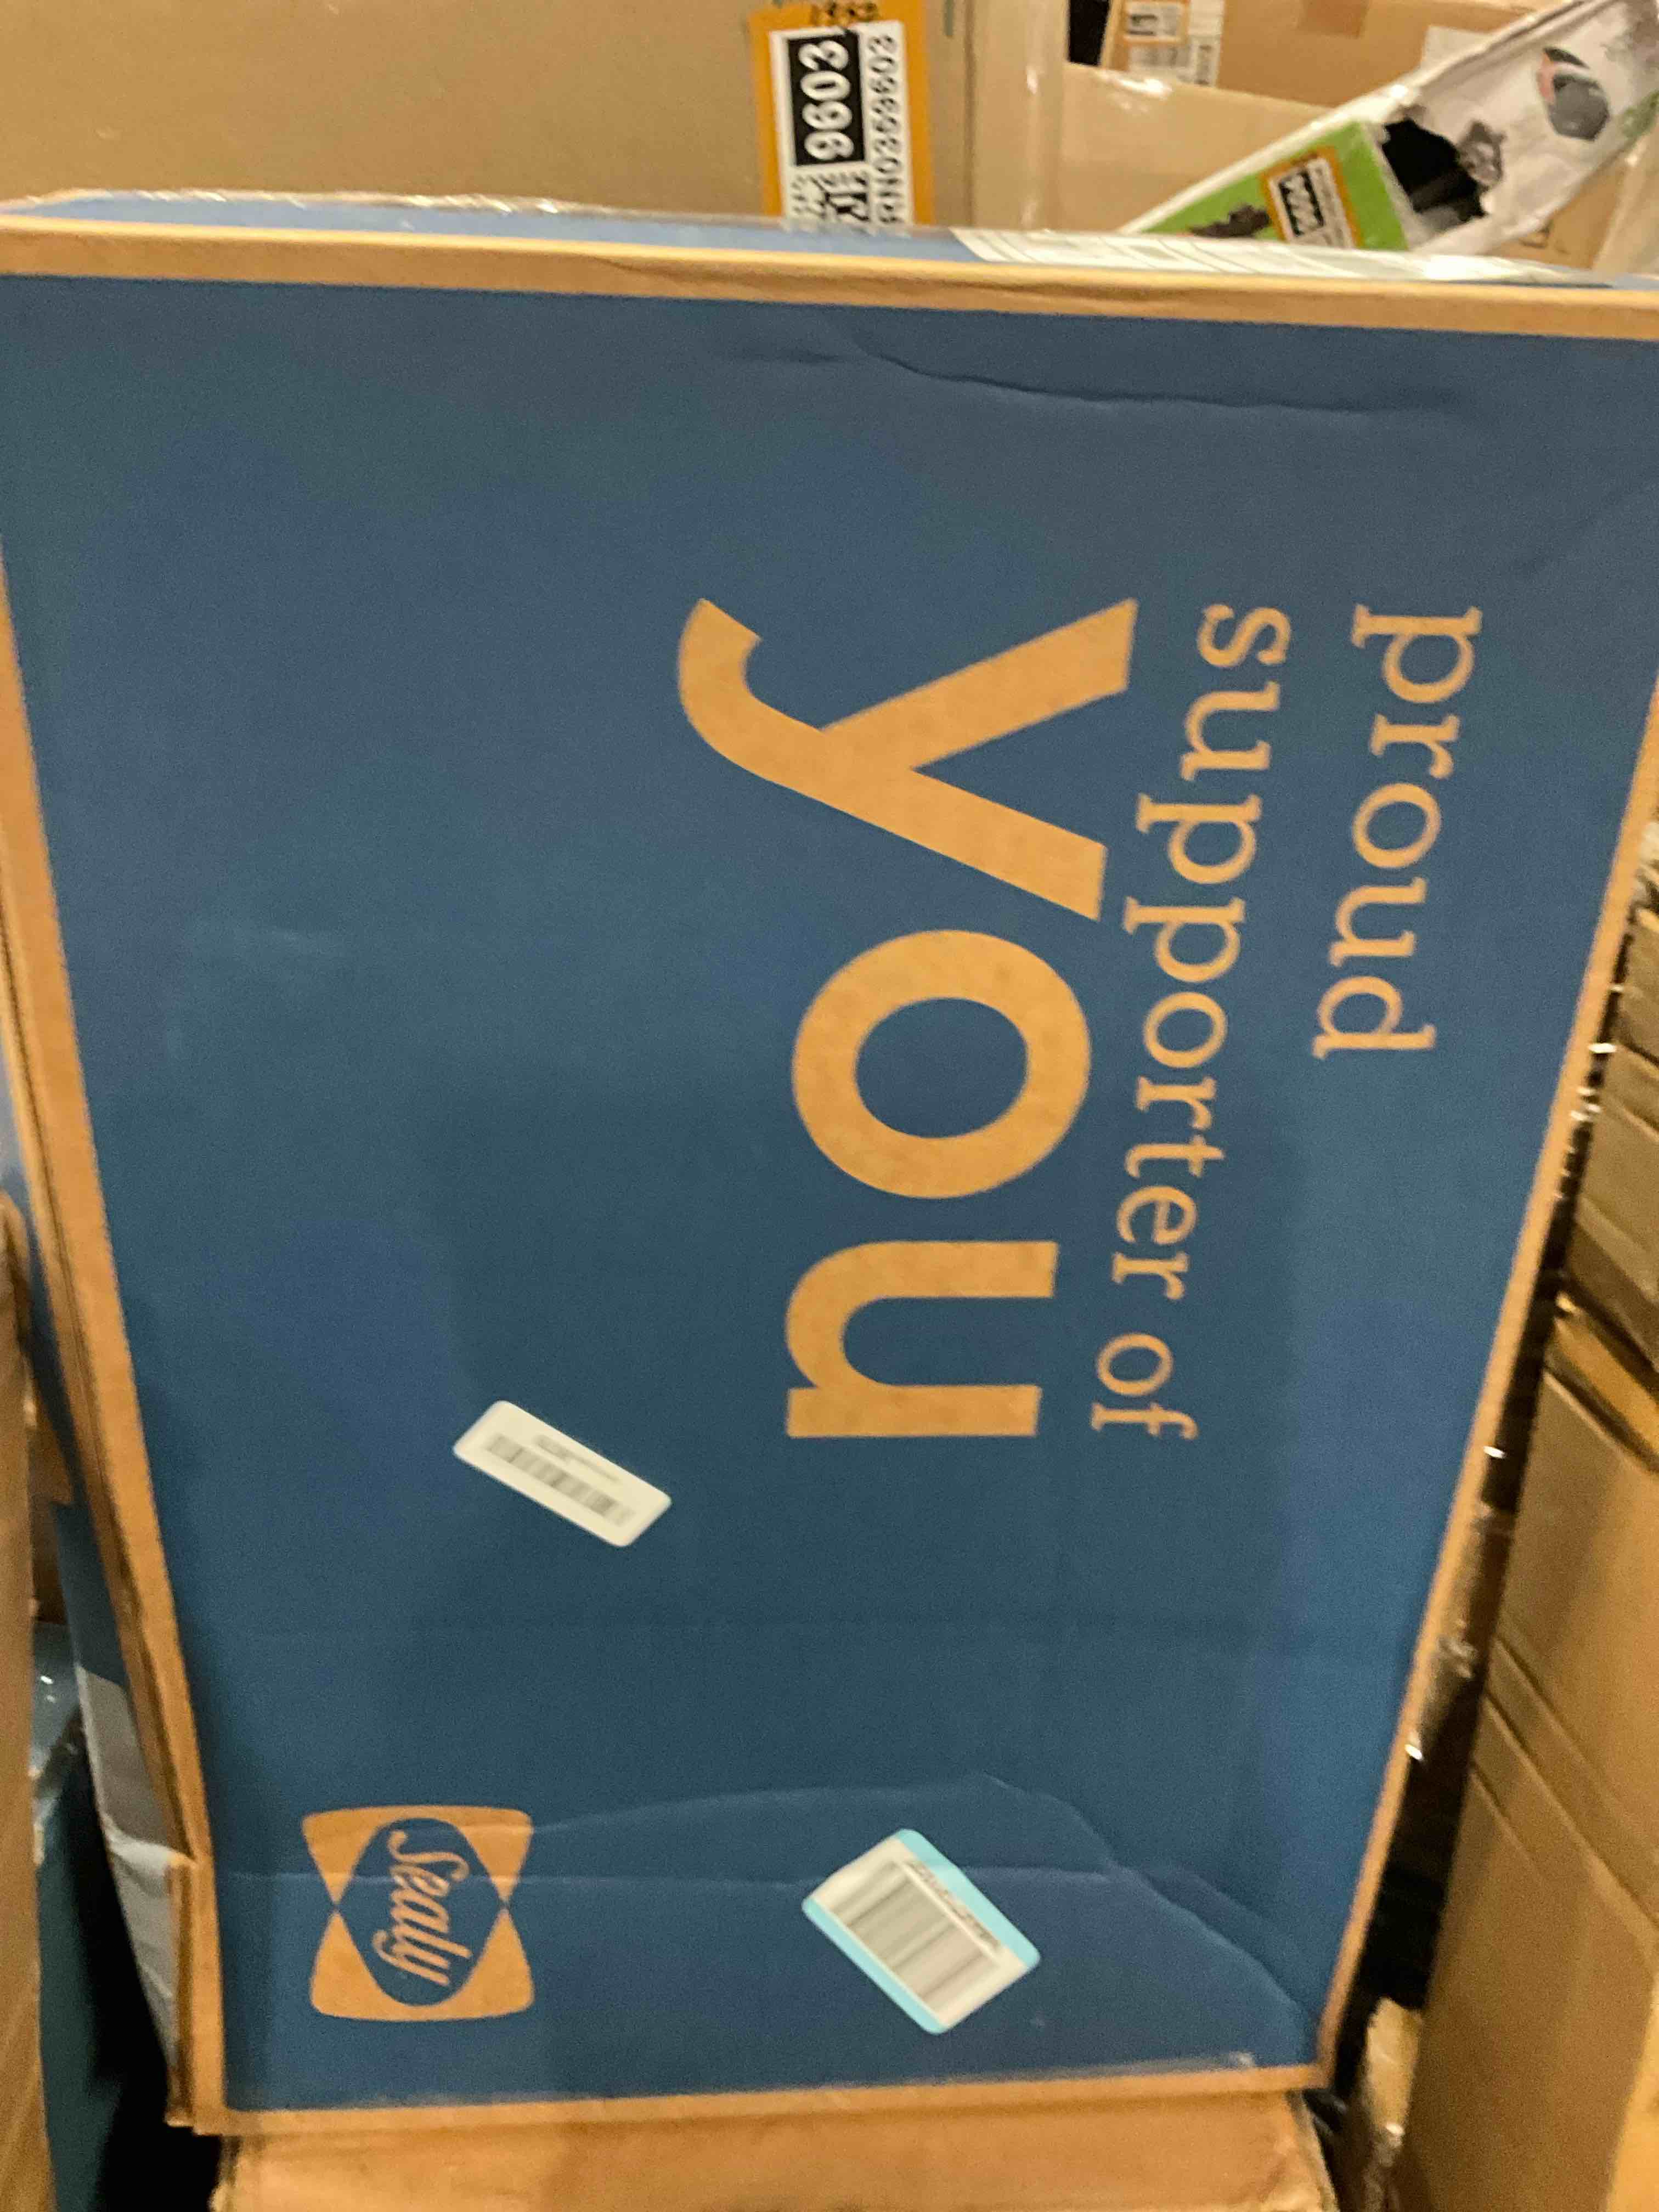 proud
supporter of
you
Sealy
9603